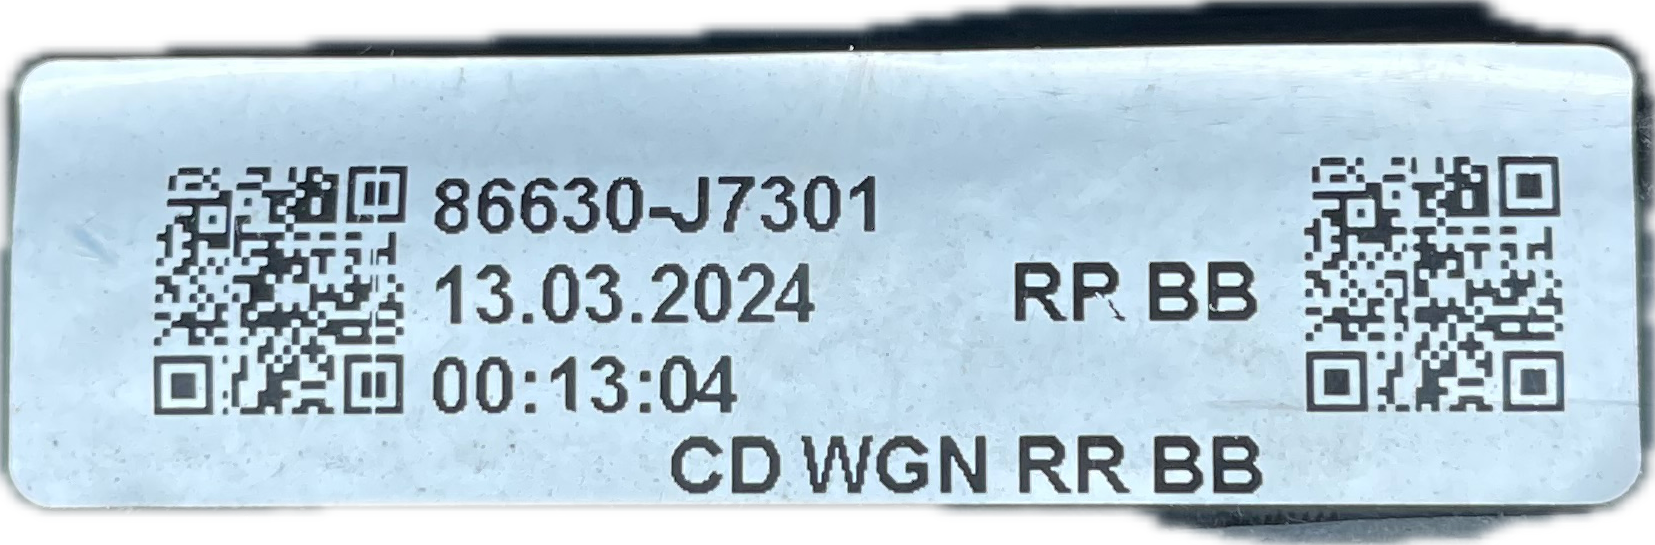 86630-J7301
13.03.2024 RR BB
00:13:04
CD WGN RR BB